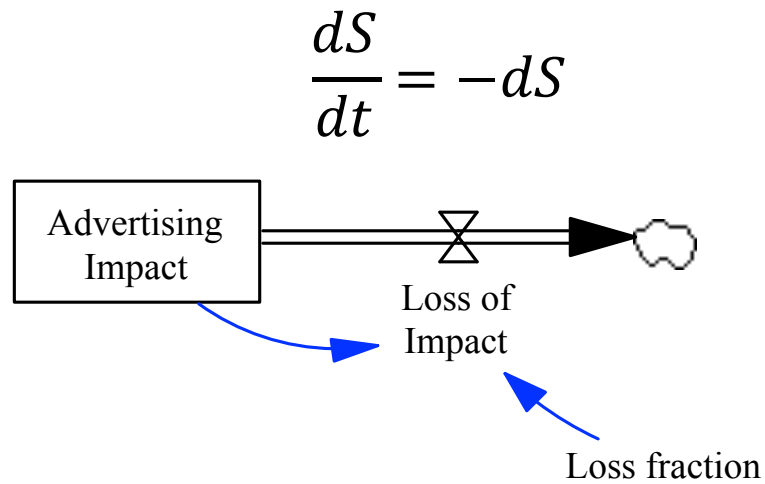 dS/dt = −dS
Advertising
Impact
Loss of
Impact
Loss fraction